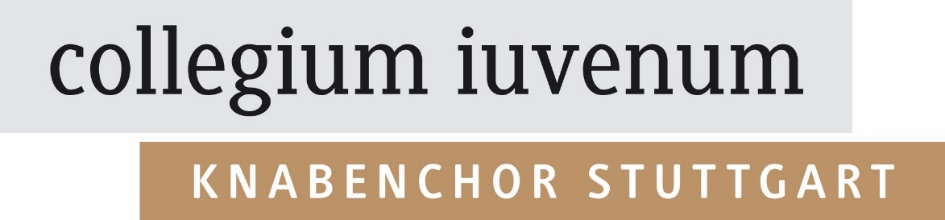 collegium iuvenum
KNABENCHOR STUTTGART